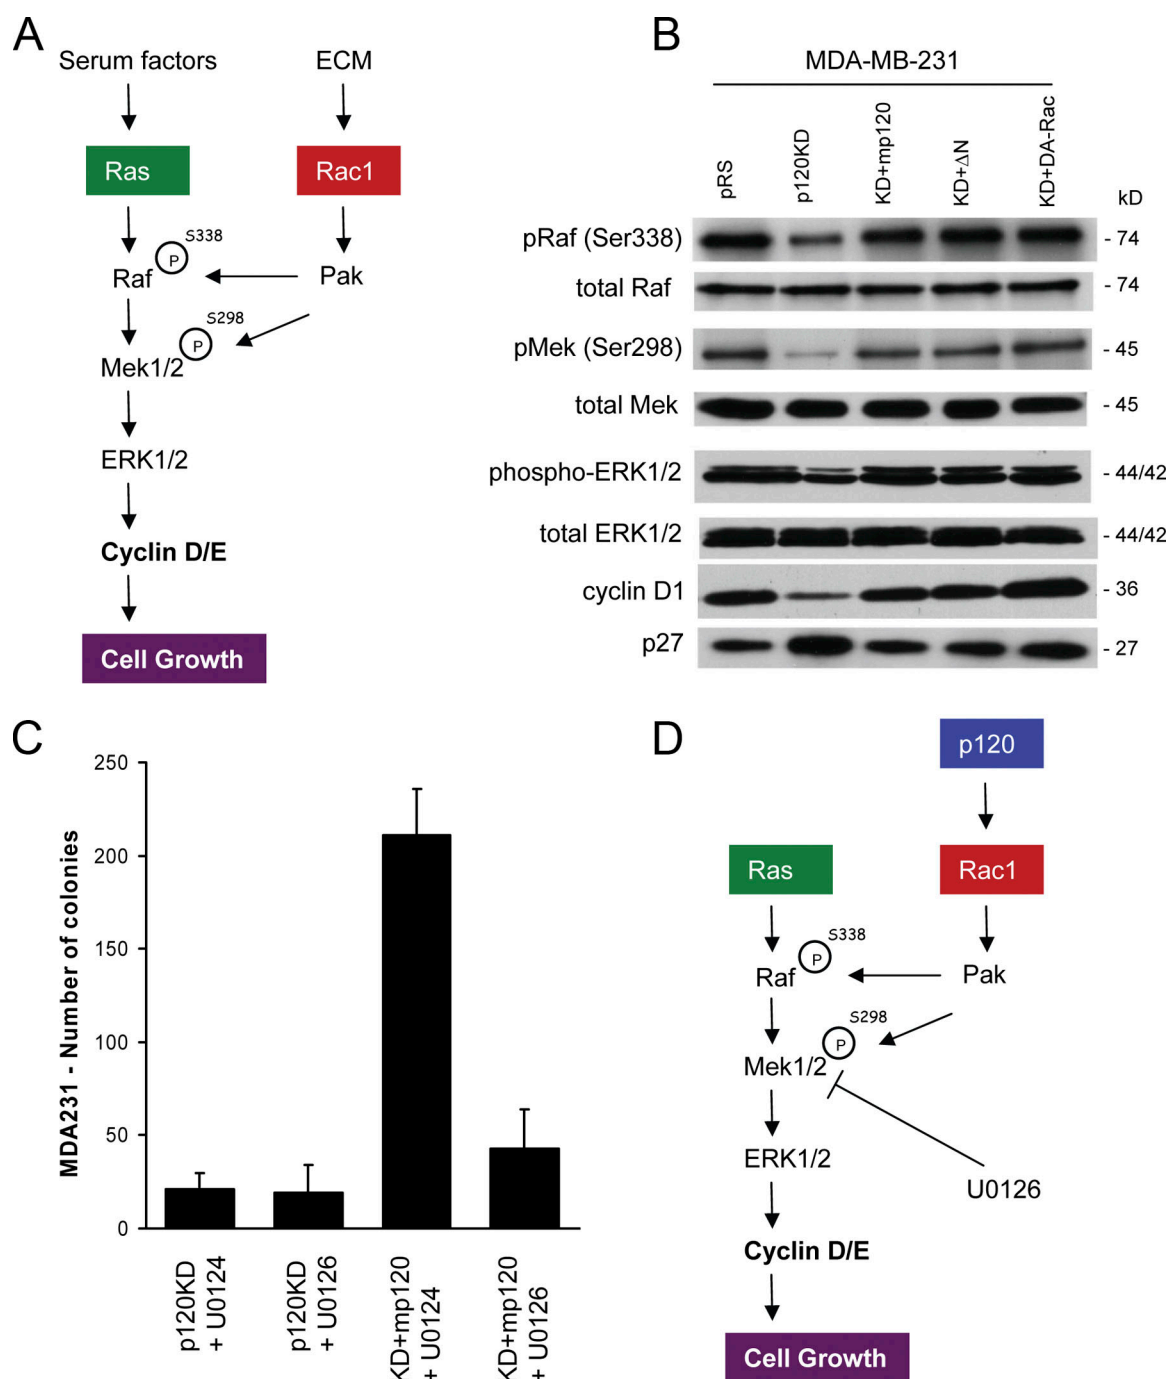 A
Serum factors
ECM
Ras
Rac1
S338
P
Raf
Pak
S298
P
Mek1/2
ERK1/2
Cyclin D/E
Cell Growth
B
MDA-MB-231
pRS
p120KD
KD+mp120
KD+ΔN
KD+DA-Rac
kD
pRaf (Ser338)
- 74
total Raf
- 74
pMek (Ser298)
- 45
total Mek
- 45
phospho-ERK1/2
- 44/42
total ERK1/2
- 44/42
cyclin D1
- 36
p27
- 27
C
MDA231 - Number of colonies
250
200
150
100
50
0
p120KD
+ U0124
p120KD
+ U0126
KD+mp120
+ U0124
KD+mp120
+ U0126
D
p120
Ras
Rac1
S338
P
Raf
Pak
S298
P
Mek1/2
ERK1/2
U0126
Cyclin D/E
Cell Growth